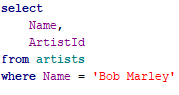 select
    Name,
    ArtistId
from artists
where Name = 'Bob Marley'